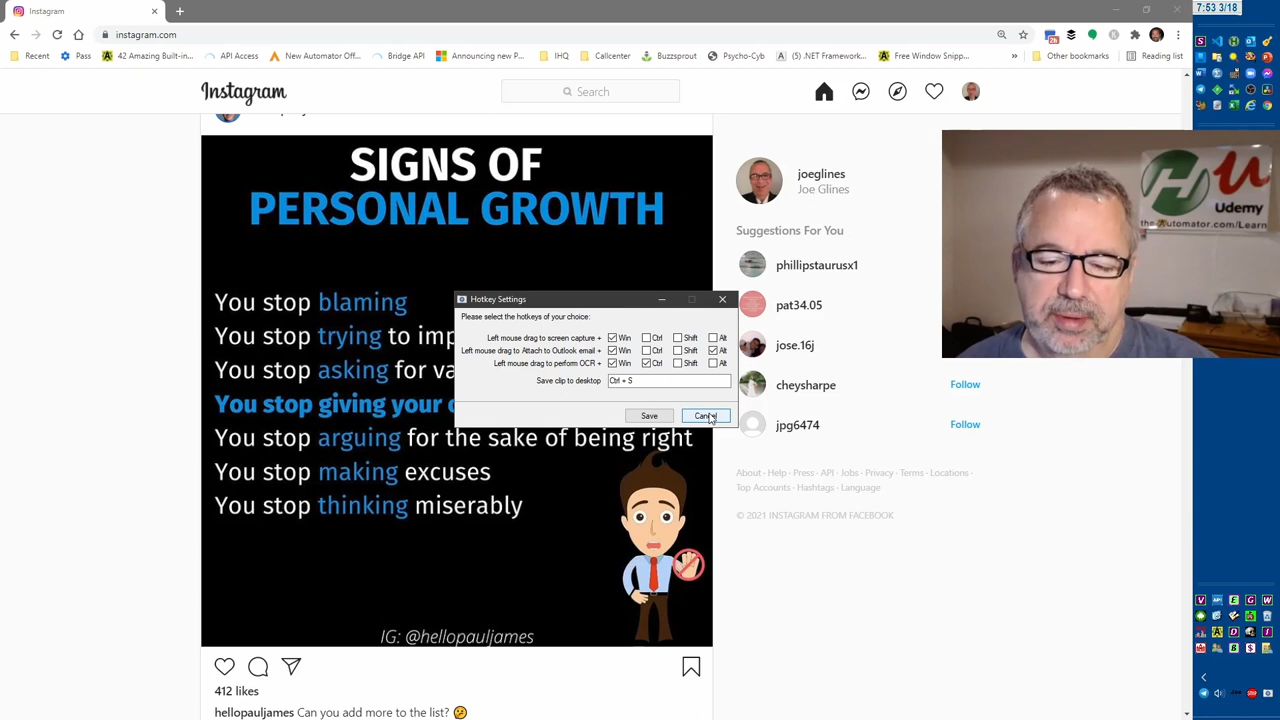 Instagram
7:53 3/18
instagram.com
Recent
Pass
42 Amazing Built-in...
API Access
New Automator Off...
Bridge API
Announcing new P...
IHQ
Callcenter
Buzzsprout
Psycho-Cyb
(5) .NET Framework...
Free Window Snipp...
»
Other bookmarks
Reading list
Instagram
Search
SIGNS OF
PERSONAL GROWTH
You stop blaming
You stop trying to imp
You stop asking for va
You stop giving your
You stop arguing for the sake of being right
You stop making excuses
You stop thinking miserably
IG: @hellopauljames
412 likes
hellopauljames Can you add more to the list?
Hotkey Settings
Please select the hotkeys of your choice:
Left mouse drag to screen capture + Win Ctrl Shift Alt
Left mouse drag to Attach to Outlook email + Win Ctrl Shift Alt
Left mouse drag to perform OCR + Win Ctrl Shift Alt
Save clip to desktop Ctrl + S
Save Cancel
joeglines
Joe Glines
Suggestions For You
phillipstaurusx1
pat34.05
jose.16j
cheysharpe Follow
jpg6474 Follow
About · Help · Press · API · Jobs · Privacy · Terms · Locations ·
Top Accounts · Hashtags · Language
© 2021 INSTAGRAM FROM FACEBOOK
H
Udemy
the-Automator.com/Learn